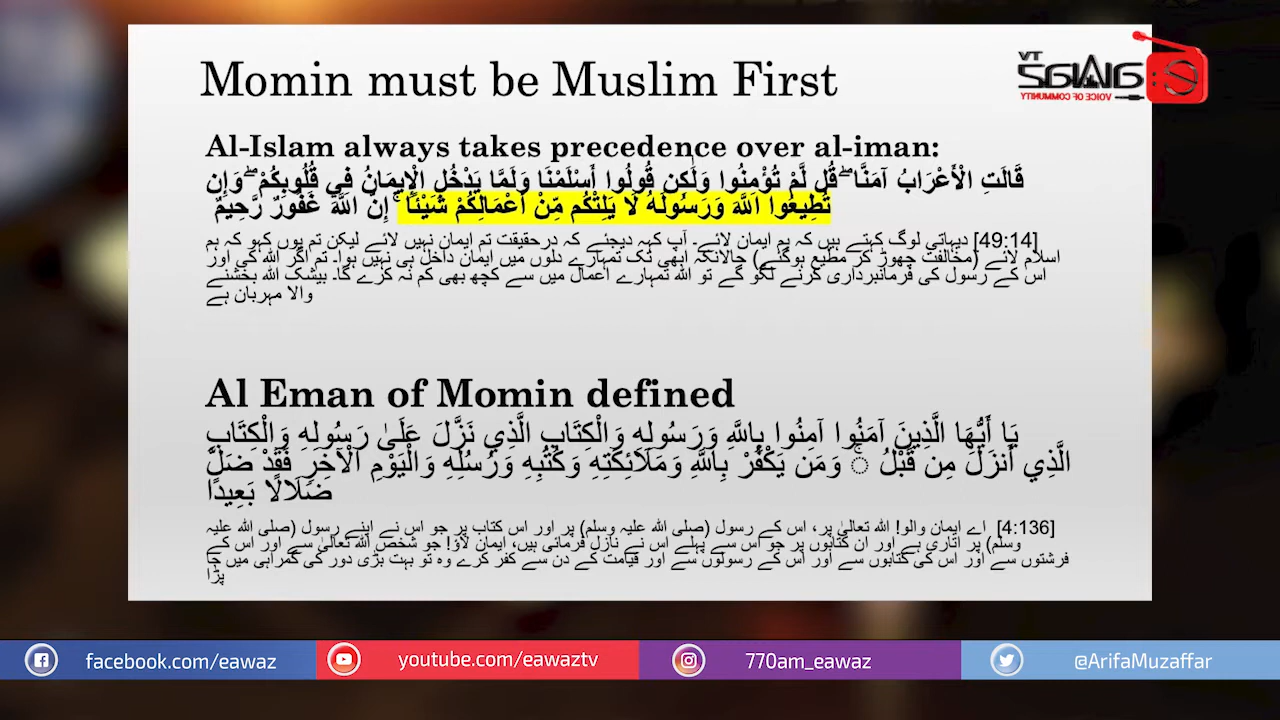 Momin must be Muslim First
TV
EAWAZ
VOICE OF COMMUNITY
Al-Islam always takes precedence over al-iman:
قَالَتِ الْأَعْرَابُ آمَنَّا ۖ قُل لَّمْ تُؤْمِنُوا وَلَٰكِن قُولُوا أَسْلَمْنَا وَلَمَّا يَدْخُلِ الْإِيمَانُ فِي قُلُوبِكُمْ ۖ وَإِن
تُطِيعُوا اللَّهَ وَرَسُولَهُ لَا يَلِتْكُم مِّنْ أَعْمَالِكُمْ شَيْئًا ۚ إِنَّ اللَّهَ غَفُورٌ رَّحِيمٌ
[49:14] دیہاتی لوگ کہتے ہیں کہ ہم ایمان لائے۔ آپ کہہ دیجئے کہ درحقیقت تم ایمان نہیں لائے لیکن تم یوں کہو کہ ہم
اسلام لائے (مخالفت چھوڑ کر مطیع ہوگئے) حالانکہ ابھی تک تمہارے دلوں میں ایمان داخل ہی نہیں ہوا۔ تم اگر اللہ کی اور
اس کے رسول کی فرمانبرداری کرنے لگو گے تو اللہ تمہارے اعمال میں سے کچھ بھی کم نہ کرے گا۔ بیشک اللہ بخشنے
والا مہربان ہے
Al Eman of Momin defined
يَا أَيُّهَا الَّذِينَ آمَنُوا آمِنُوا بِاللَّهِ وَرَسُولِهِ وَالْكِتَابِ الَّذِي نَزَّلَ عَلَىٰ رَسُولِهِ وَالْكِتَابِ
الَّذِي أَنزَلَ مِن قَبْلُ ۚ وَمَن يَكْفُرْ بِاللَّهِ وَمَلَائِكَتِهِ وَكُتُبِهِ وَرُسُلِهِ وَالْيَوْمِ الْآخِرِ فَقَدْ ضَلَّ
ضَلَالًا بَعِيدًا
[4:136] اے ایمان والو! اللہ تعالیٰ پر، اس کے رسول (صلی اللہ علیہ وسلم) پر اور اس کتاب پر جو اس نے اپنے رسول (صلی اللہ علیہ
وسلم) پر اتاری ہے اور ان کتابوں پر جو اس سے پہلے اس نے نازل فرمائی ہیں، ایمان لاؤ! جو شخص اللہ تعالیٰ سے اور اس کے
فرشتوں سے اور اس کی کتابوں سے اور اس کے رسولوں سے اور قیامت کے دن سے کفر کرے وہ تو بہت بڑی دور کی گمراہی میں جا
پڑا
facebook.com/eawaz
youtube.com/eawaztv
770am_eawaz
@ArifaMuzaffar